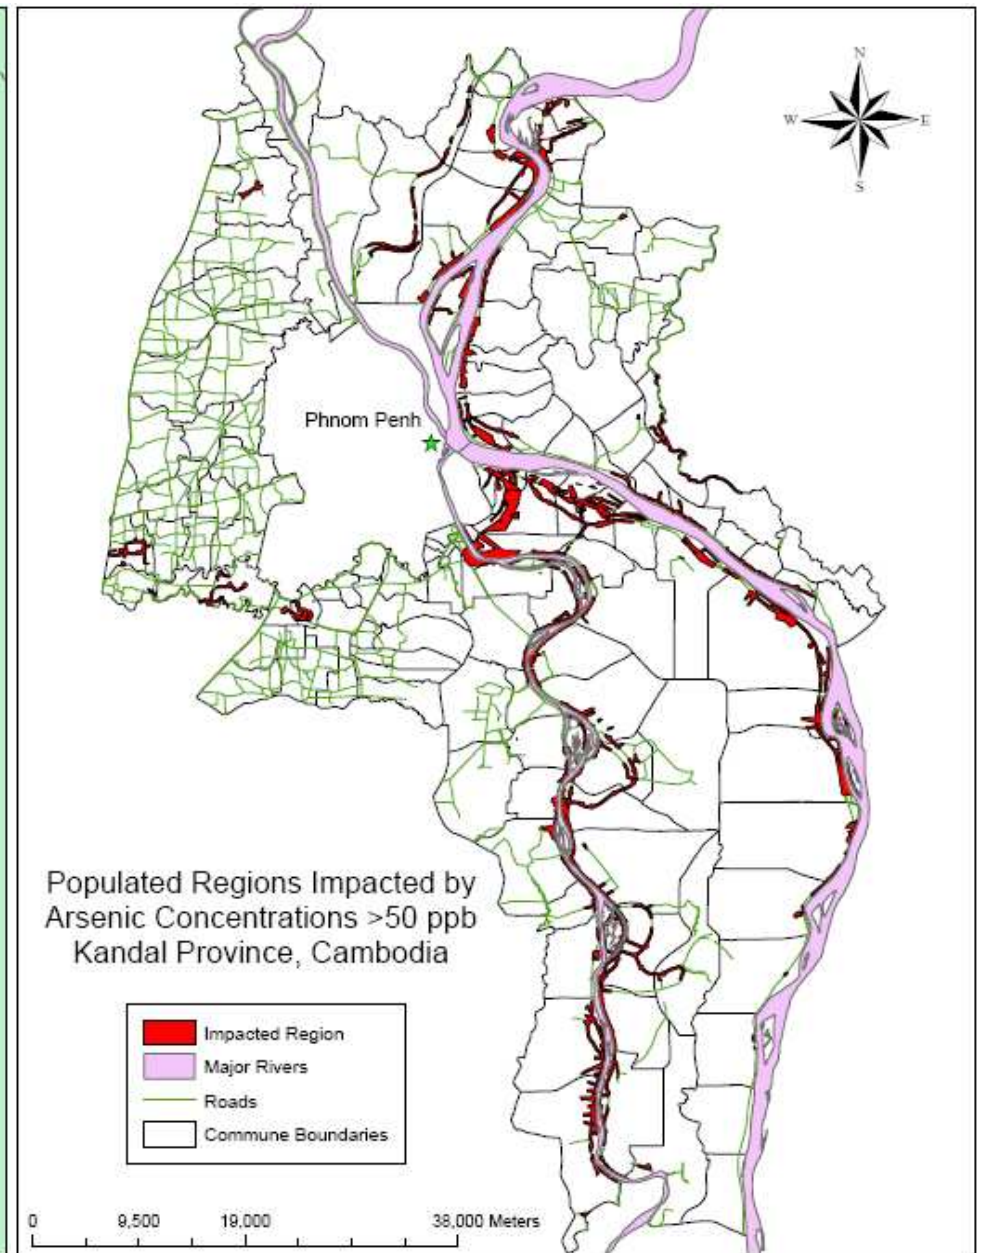 N
W E
S
Phnom Penh
Populated Regions Impacted by
Arsenic Concentrations >50 ppb
Kandal Province, Cambodia
Impacted Region
Major Rivers
Roads
Commune Boundaries
0 9,500 19,000 38,000 Meters